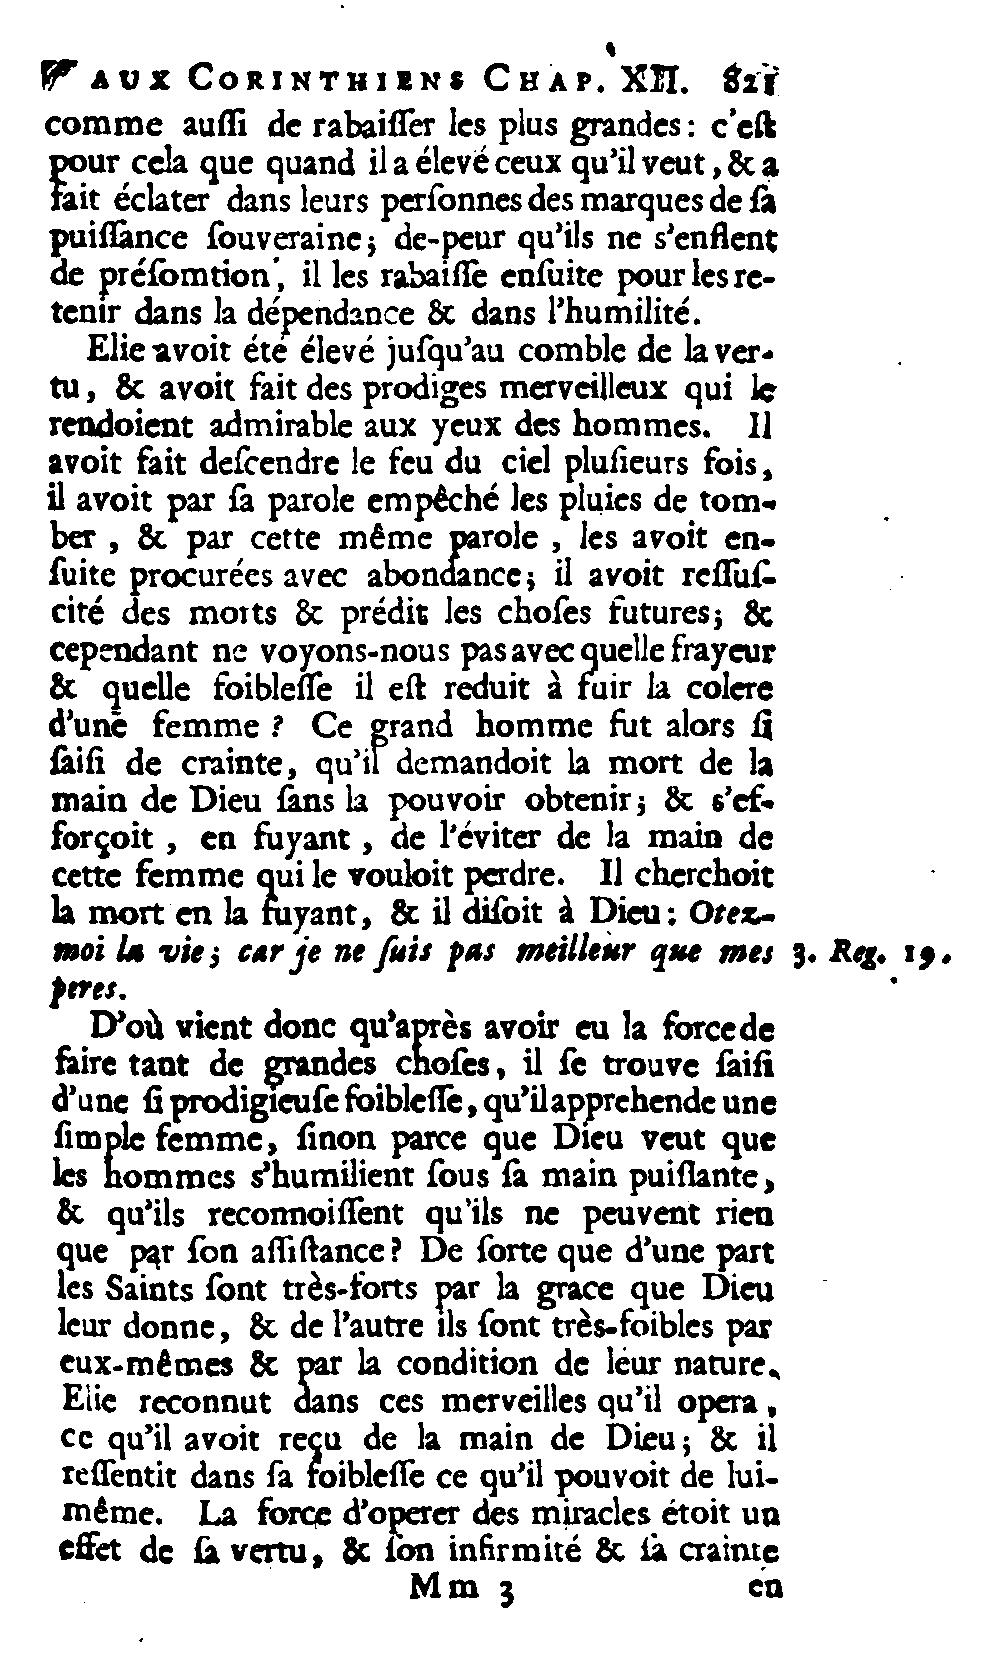 AUX CORINTHIENS CHAP. XII. 821
comme auſſi de rabaiſſer les plus grandes: c'eſt
pour cela que quand il a élevé ceux qu'il veut, & a
fait éclater dans leurs perſonnes des marques de ſa
puiſſance ſouveraine; de-peur qu'ils ne s'enflent
de préſomtion, il les rabaiſſe enſuite pour les re-
tenir dans la dépendance & dans l'humilité.
Elie avoit été élevé juſqu'au comble de la ver-
tu, & avoit fait des prodiges merveilleux qui le
rendoient admirable aux yeux des hommes. Il
avoit fait deſcendre le feu du ciel pluſieurs fois,
il avoit par ſa parole empêché les pluies de tom-
ber, & par cette même parole, les avoit en-
ſuite procurées avec abondance; il avoit reſſuſ-
cité des morts & prédit les choſes futures; &
cependant ne voyons-nous pas avec quelle frayeur
& quelle foibleſſe il eſt reduit à fuir la colere
d'une femme? Ce grand homme fut alors ſi
ſaiſi de crainte, qu'il demandoit la mort de la
main de Dieu ſans la pouvoir obtenir; & s'ef-
forçoit, en fuyant, de l'éviter de la main de
cette femme qui le vouloit perdre. Il cherchoit
la mort en la fuyant, & il diſoit à Dieu: Otez-
moi la vie; car je ne ſuis pas meilleur que mes 3. Reg. 19.
peres.
D'où vient donc qu'après avoir eu la force de
faire tant de grandes choſes, il ſe trouve ſaiſi
d'une ſi prodigieuſe foibleſſe, qu'il apprehende une
ſimple femme, ſinon parce que Dieu veut que
les hommes s'humilient ſous ſa main puiſſante,
& qu'ils reconnoiſſent qu'ils ne peuvent rien
que par ſon aſſiſtance? De ſorte que d'une part
les Saints ſont très-forts par la grace que Dieu
leur donne, & de l'autre ils ſont très-foibles par
eux-mêmes & par la condition de leur nature.
Elie reconnut dans ces merveilles qu'il opera,
ce qu'il avoit reçu de la main de Dieu; & il
reſſentit dans ſa foibleſſe ce qu'il pouvoit de lui-
même. La force d'operer des miracles étoit un
effet de ſa vertu, & ſon infirmité & ſa crainte
Mm 3 en